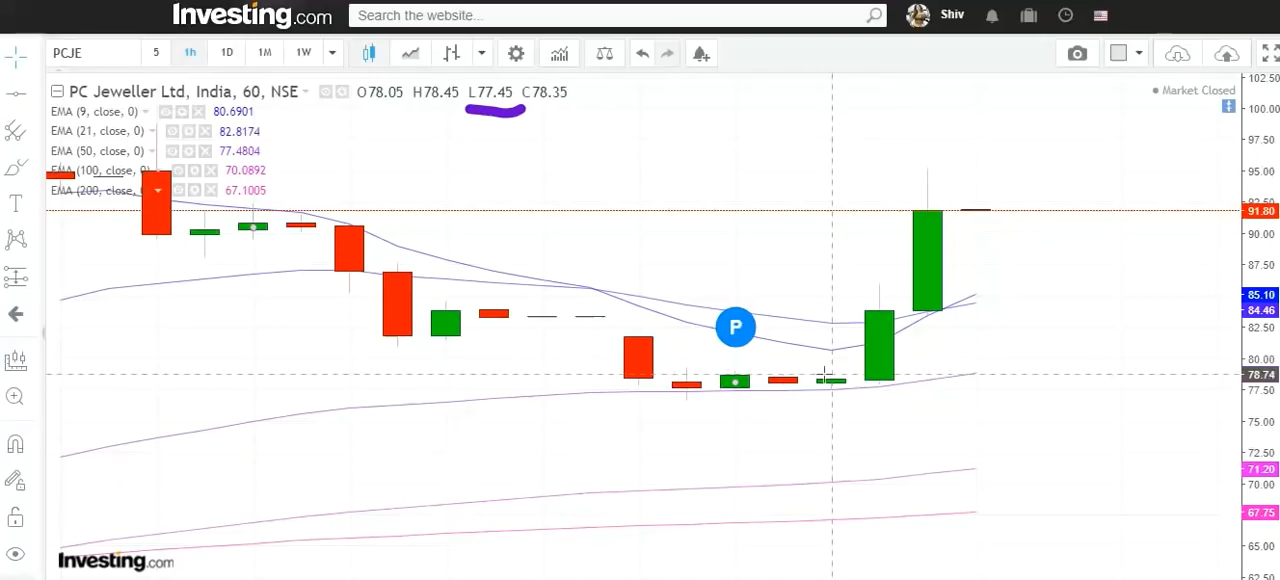 Investing.com Search the website... Shiv
PCJE 5 1h 1D 1M 1W
PC Jeweller Ltd, India, 60, NSE O78.05 H78.45 L77.45 C78.35
Market Closed
EMA (9, close, 0) 80.6901
EMA (21, close, 0) 82.8174
EMA (50, close, 0) 77.4804
EMA (100, close, 0) 70.0892
EMA (200, close, 67.1005
P
102.50
100.00
97.50
95.00
92.50
91.80
90.00
87.50
85.10
84.46
82.50
80.00
78.74
77.50
75.00
72.50
71.20
70.00
67.75
65.00
62.50
Investing.com